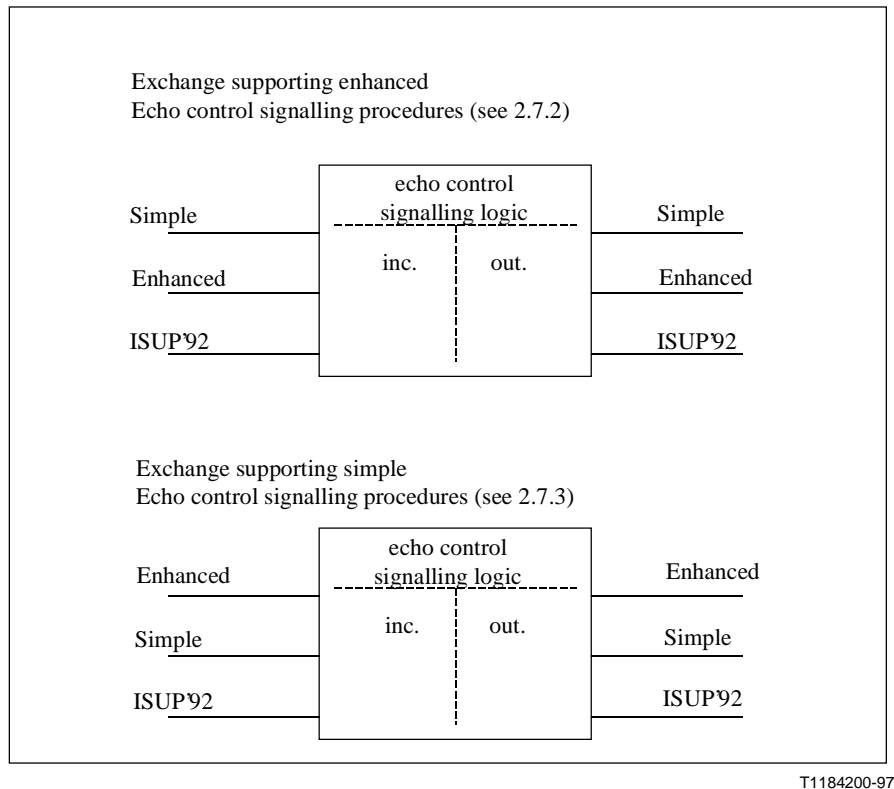 Exchange supporting enhanced
Echo control signalling procedures (see 2.7.2)
echo control
signalling logic
Simple
Simple
inc.
out.
Enhanced
Enhanced
ISUP'92
ISUP'92
Exchange supporting simple
Echo control signalling procedures (see 2.7.3)
echo control
signalling logic
Enhanced
Enhanced
inc.
out.
Simple
Simple
ISUP'92
ISUP'92
T1184200-97